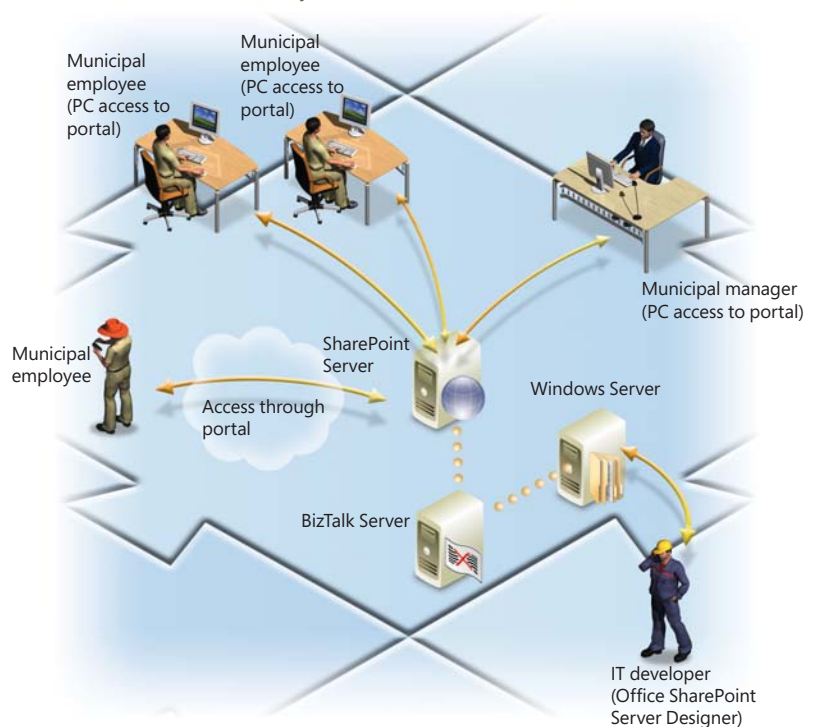 Municipal
employee
(PC access to
portal)
Municipal
employee
(PC access to
portal)
Municipal manager
(PC access to portal)
Municipal
employee
SharePoint
Server
Access through
portal
Windows Server
BizTalk Server
IT developer
(Office SharePoint
Server Designer)